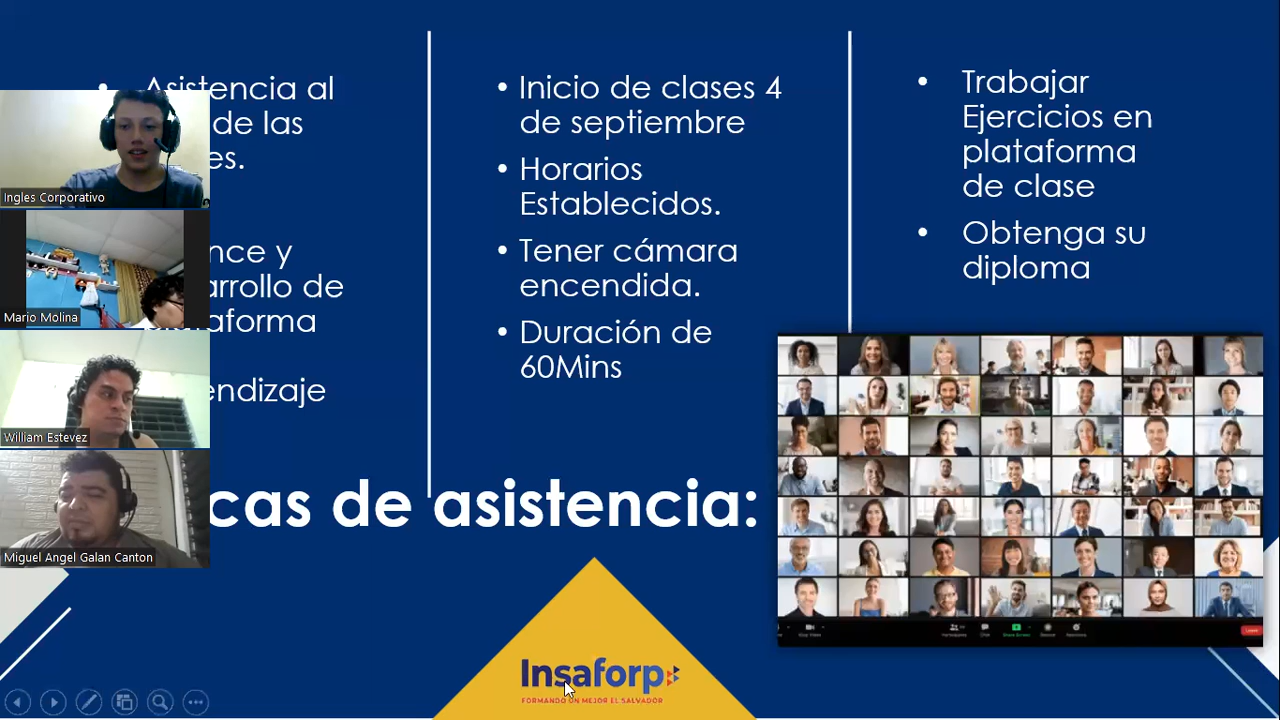 Asistencia al
de las
es.
nce y
arrollo de
aforma
endizaje
• Inicio de clases 4
de septiembre
• Horarios
Establecidos.
• Tener cámara
encendida.
• Duración de
60Mins
• Trabajar
Ejercicios en
plataforma
de clase
• Obtenga su
diploma
cas de asistencia:
Ingles Corporativo
Mario Molina
William Estevez
Miguel Angel Galan Canton
Insaforp
FORMANDO UN MEJOR EL SALVADOR